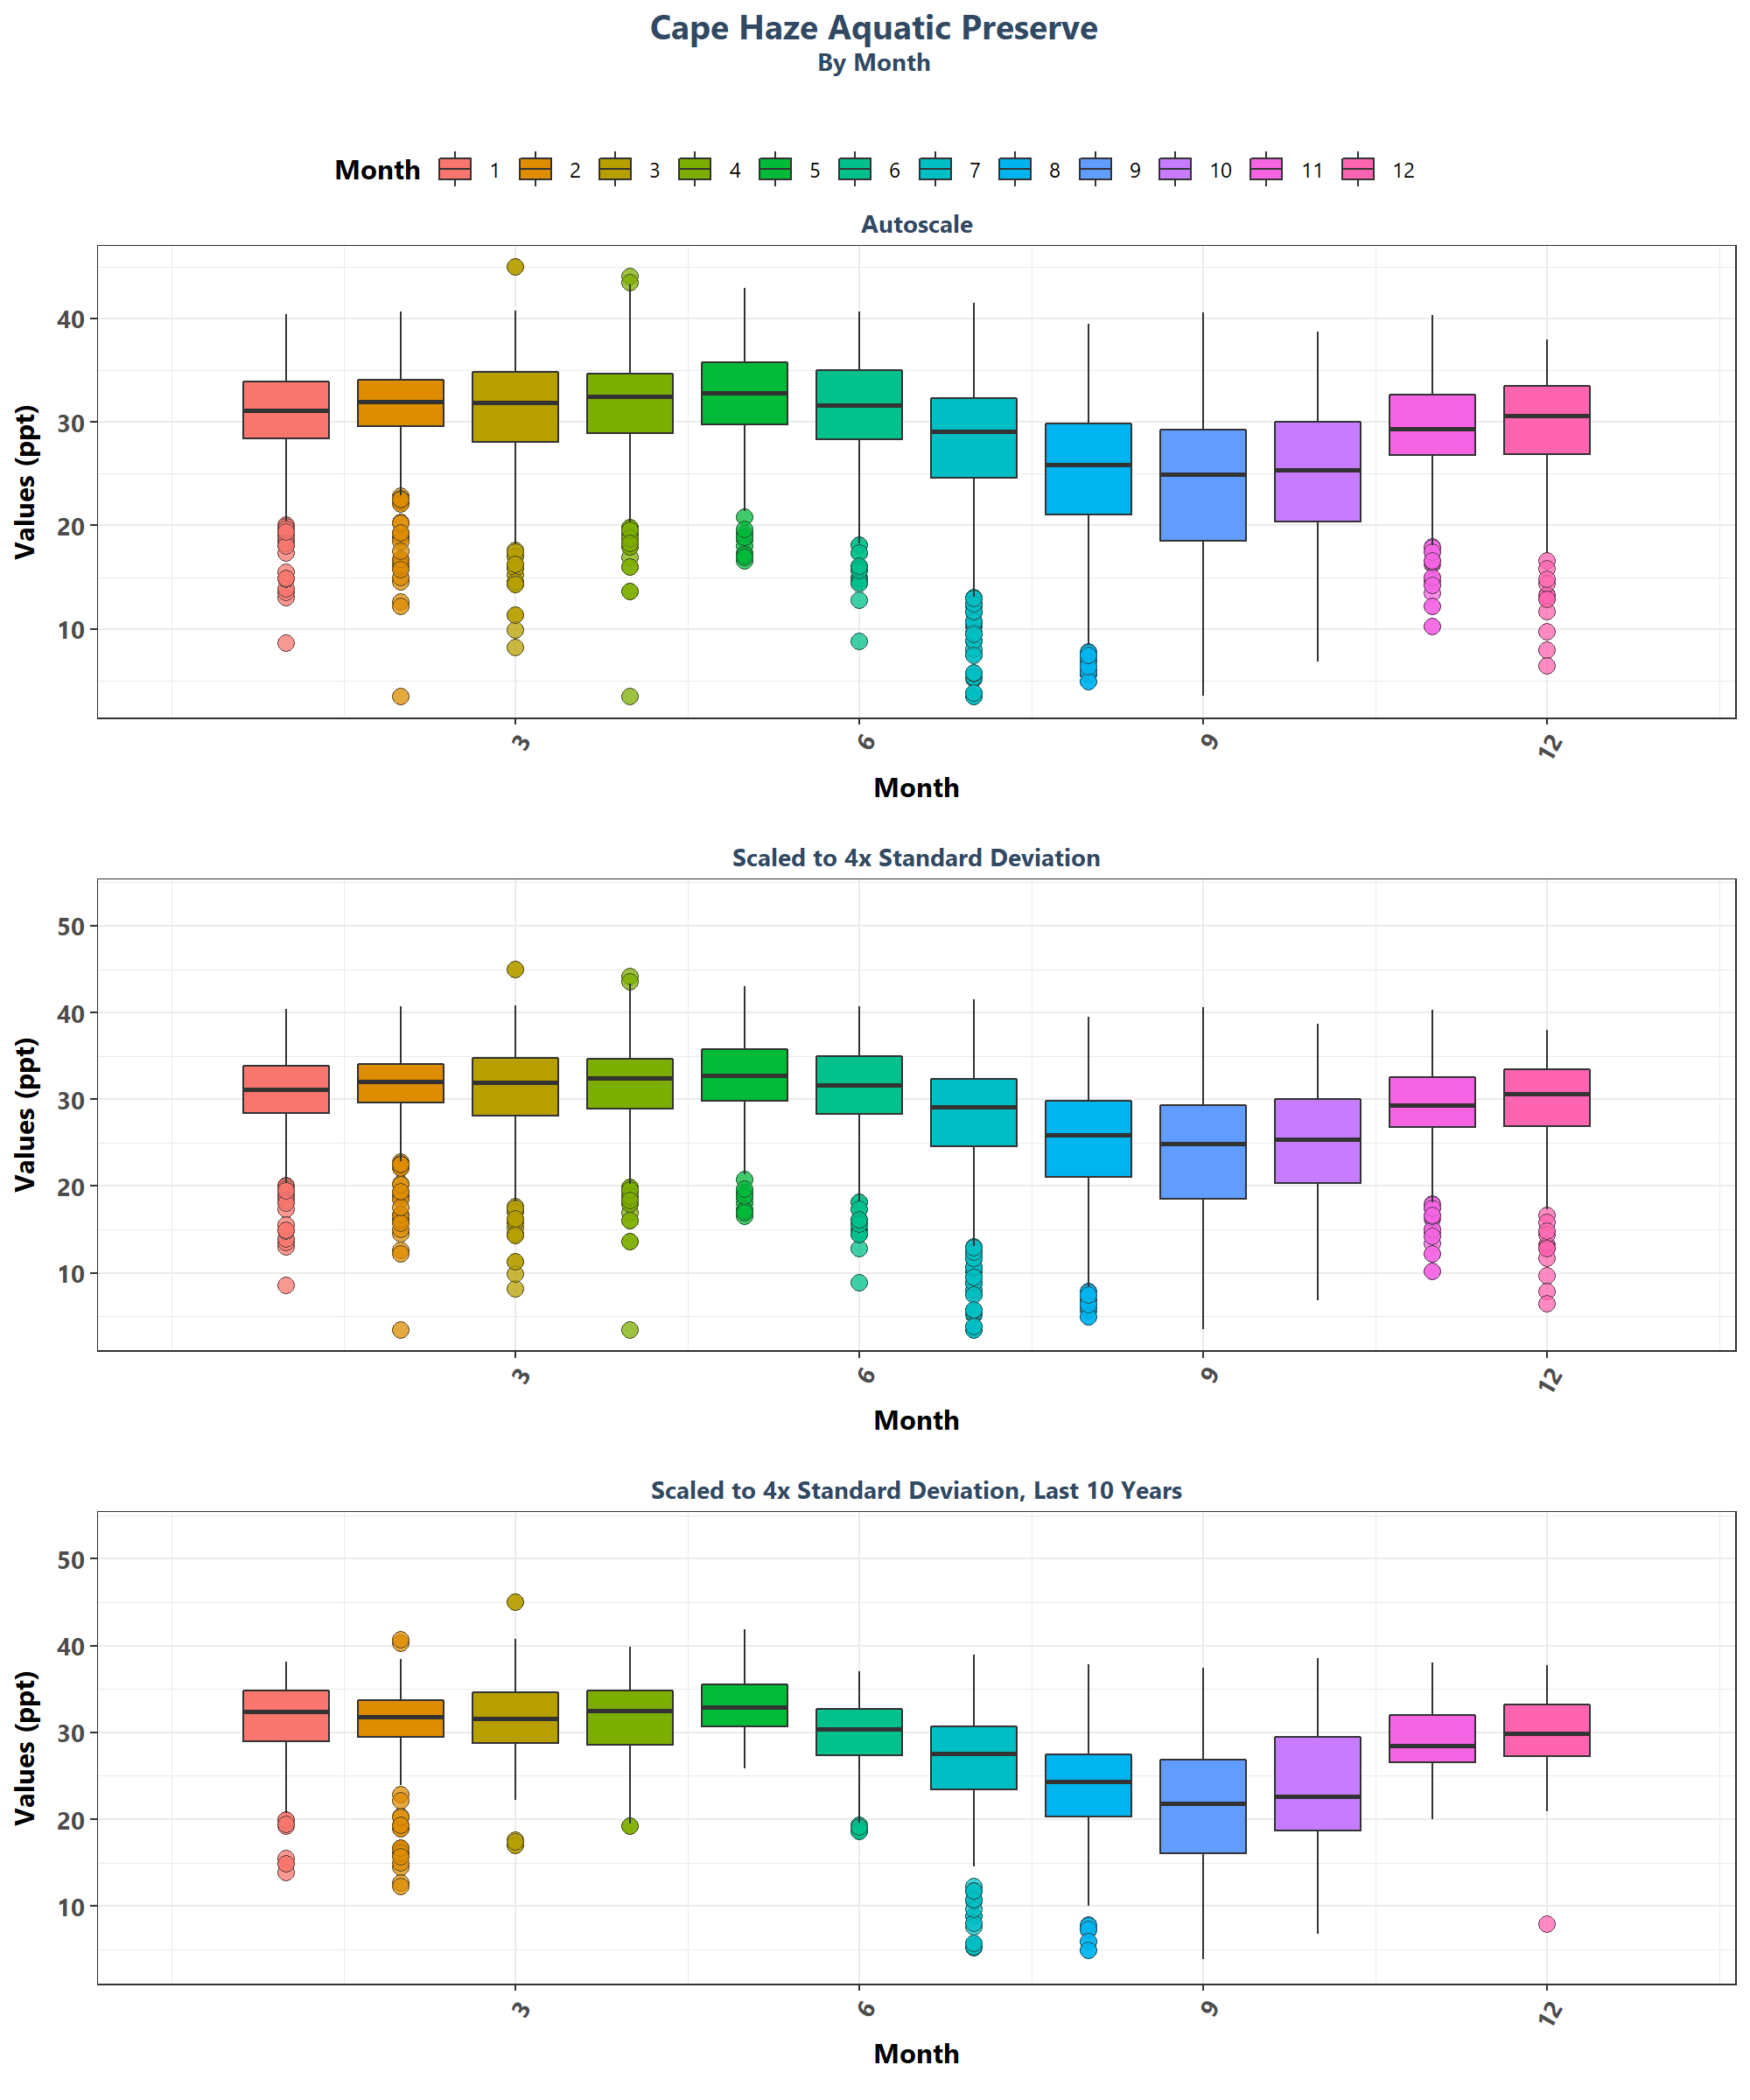 Cape Haze Aquatic Preserve
By Month
Month 1 2 3 4 5 6 7 8 9 10 11 12
Autoscale
Values (ppt)
40
30
20
10
3 6 9 12
Month
Scaled to 4x Standard Deviation
Values (ppt)
50
40
30
20
10
3 6 9 12
Month
Scaled to 4x Standard Deviation, Last 10 Years
Values (ppt)
50
40
30
20
10
3 6 9 12
Month